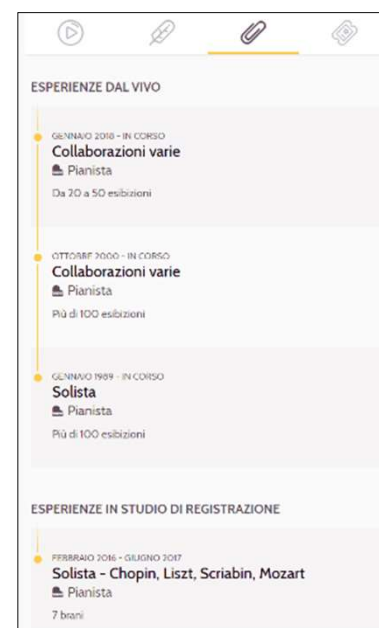 ESPERIENZE DAL VIVO
GENNAIO 2018 - IN CORSO
Collaborazioni varie
Pianista
Da 20 a 50 esibizioni
OTTOBRE 2000 - IN CORSO
Collaborazioni varie
Pianista
Più di 100 esibizioni
GENNAIO 1989 - IN CORSO
Solista
Pianista
Più di 100 esibizioni
ESPERIENZE IN STUDIO DI REGISTRAZIONE
FEBBRAIO 2016 - GIUGNO 2017
Solista - Chopin, Liszt, Scriabin, Mozart
Pianista
7 brani